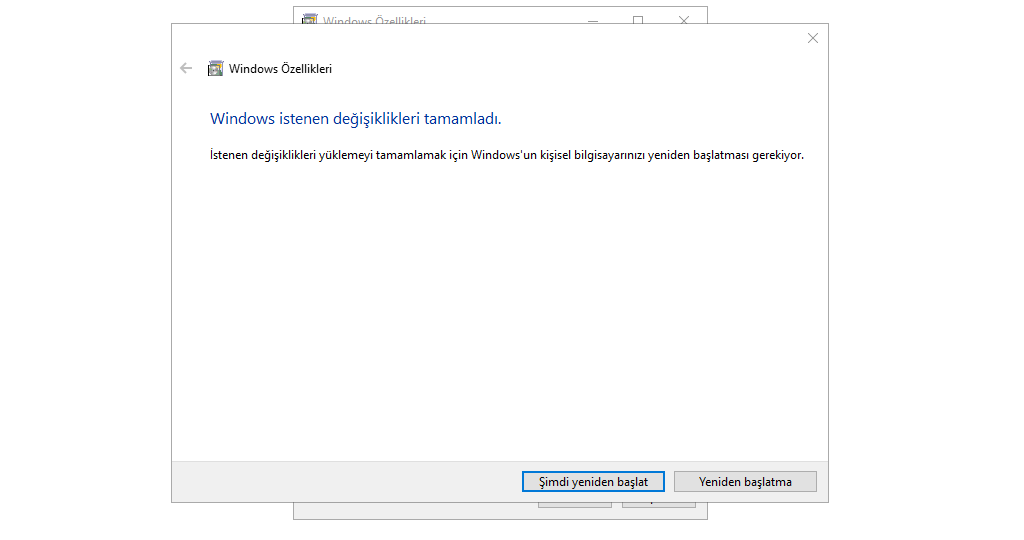 Windows Özellikleri
Windows Özellikleri
Windows istenen değişiklikleri tamamladı.
İstenen değişiklikleri yüklemeyi tamamlamak için Windows'un kişisel bilgisayarınızı yeniden başlatması gerekiyor.
Şimdi yeniden başlat
Yeniden başlatma